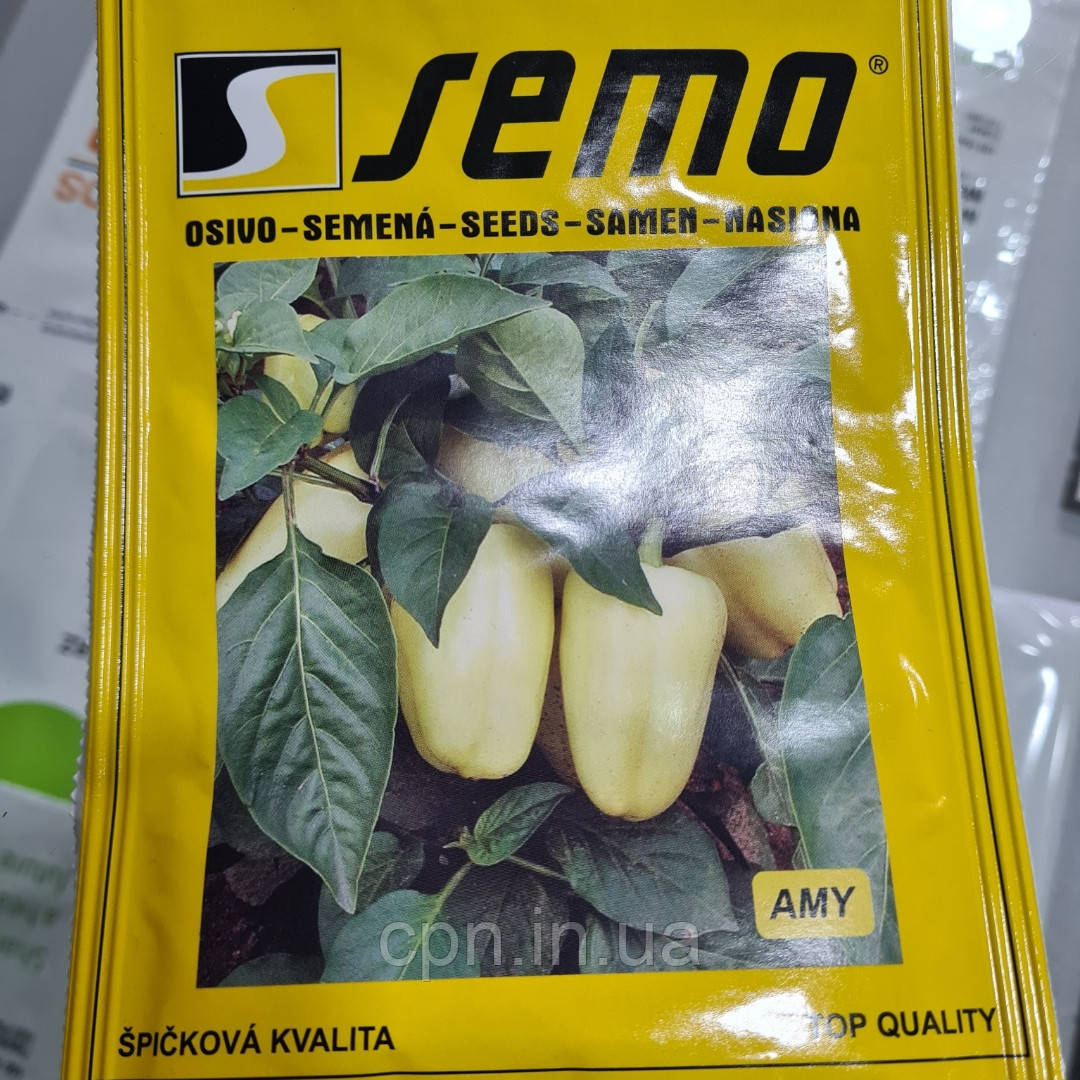 semo®
OSIVO-SEMENÁ-SEEDS-SAMEN-NASIONA
AMY
cpn.in.ua
ŠPIČKOVÁ KVALITA
TOP QUALITY